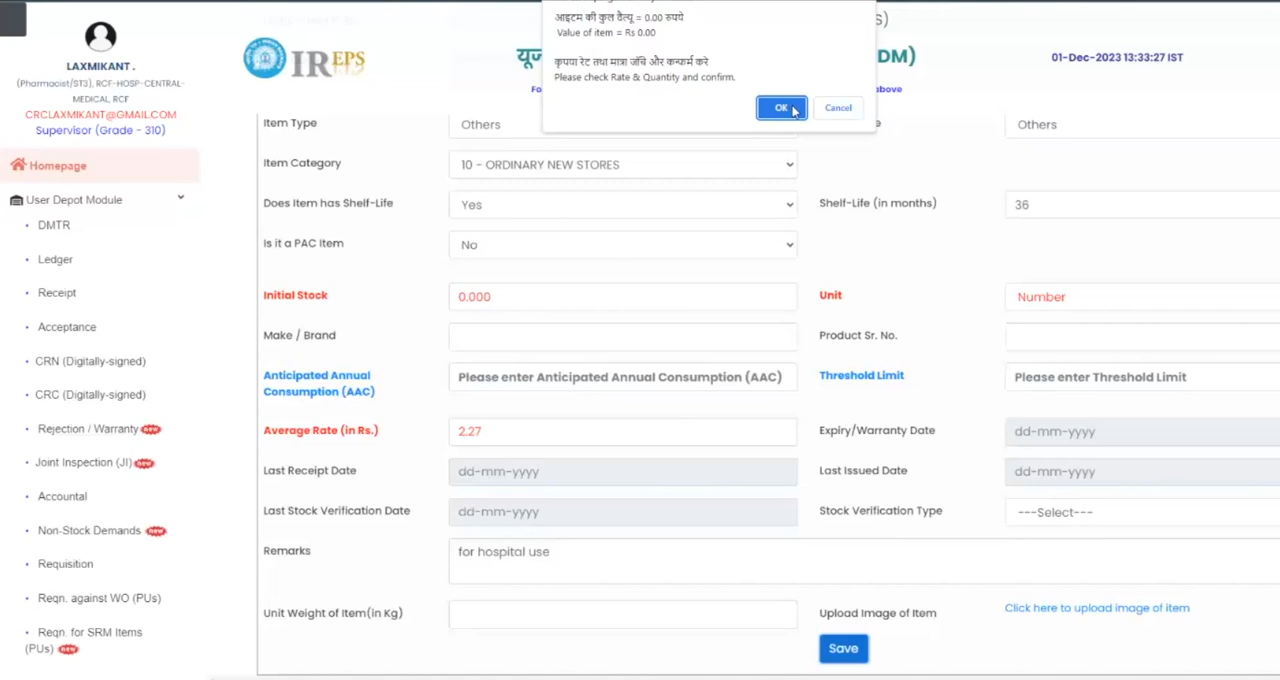 आइटम की कुल वैल्यू = 0.00 रुपये
Value of item = Rs 0.00
कृपया रेट तथा मात्रा जाँचे और कन्फर्म करे
Please check Rate & Quantity and confirm.
OK
Cancel
S)
LAXMIKANT .
(Pharmacist/ST3), RCF-HOSP-CENTRAL-
MEDICAL, RCF
CRCLAXMIKANT@GMAIL.COM
Supervisor (Grade - 310)
IREPS
यूज
DM)
01-Dec-2023 13:33:27 IST
Fo
above
Homepage
User Depot Module
DMTR
Ledger
Receipt
Acceptance
CRN (Digitally-signed)
CRC (Digitally-signed)
Rejection / Warranty new
Joint Inspection (JI) new
Accountal
Non-Stock Demands new
Requisition
Reqn. against WO (PUs)
Reqn. for SRM Items
(PUs) new
Item Type
Others
e
Others
Item Category
10 - ORDINARY NEW STORES
Does Item has Shelf-Life
Yes
Shelf-Life (in months)
36
Is it a PAC Item
No
Initial Stock
0.000
Unit
Number
Make / Brand
Product Sr. No.
Anticipated Annual
Consumption (AAC)
Please enter Anticipated Annual Consumption (AAC)
Threshold Limit
Please enter Threshold Limit
Average Rate (in Rs.)
2.27
Expiry/Warranty Date
dd-mm-yyyy
Last Receipt Date
dd-mm-yyyy
Last Issued Date
dd-mm-yyyy
Last Stock Verification Date
dd-mm-yyyy
Stock Verification Type
---Select---
Remarks
for hospital use
Unit Weight of Item(in Kg)
Upload Image of Item
Click here to upload image of item
Save